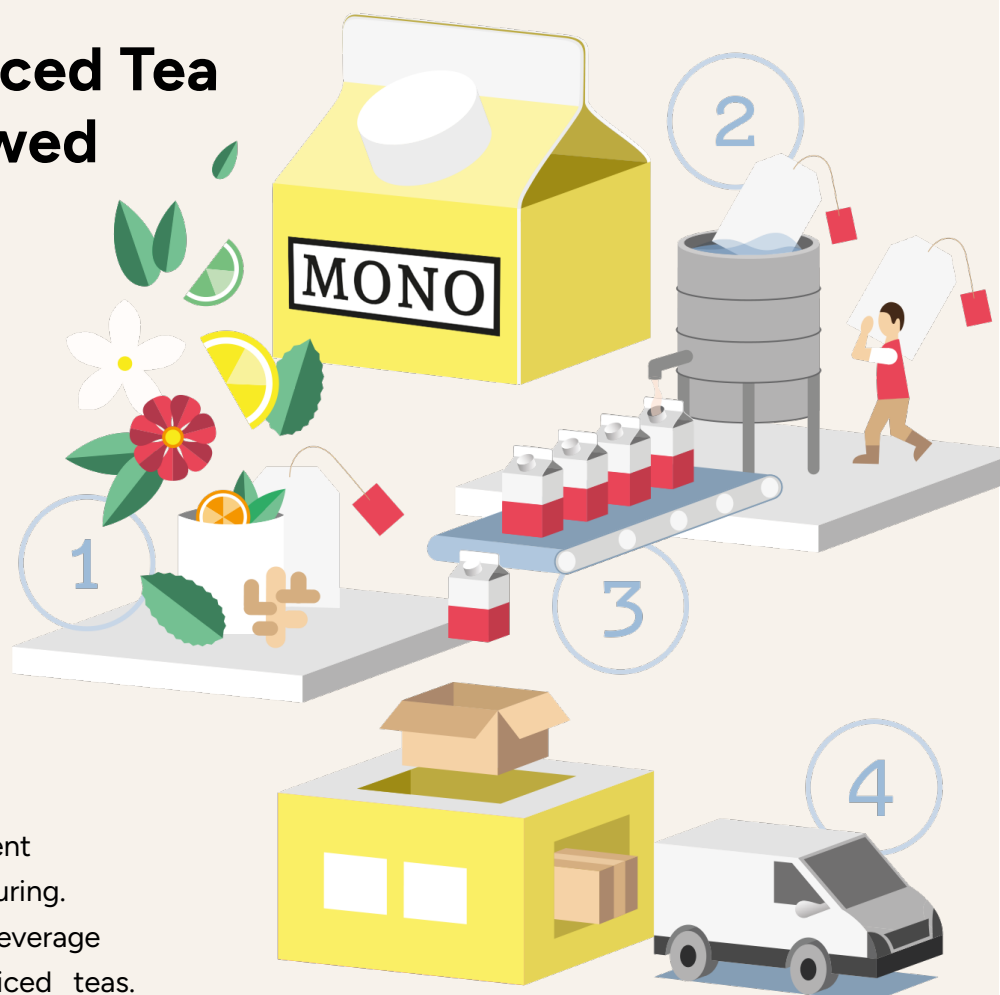 ced Tea
wed
2
MONO
1
3
4
ent
uring.
everage
iced teas.